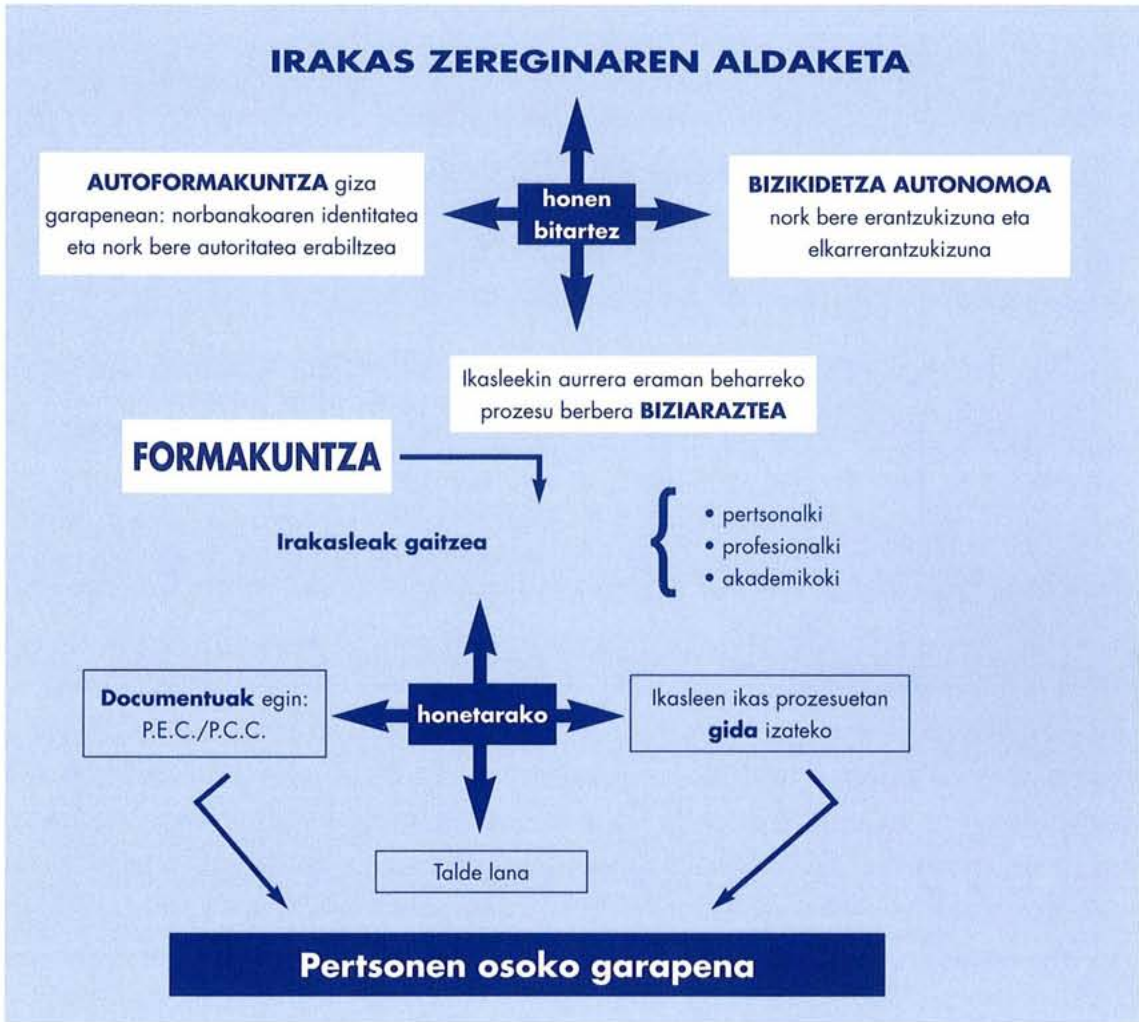 IRAKAS ZEREGINAREN ALDAKETA
AUTOFORMAKUNTZA giza
garapenean: norbanakoaren identitatea
eta nork bere autoritatea erabiltzea
honen
bitartez
BIZIKIDETZA AUTONOMOA
nork bere erantzukizuna eta
elkarrerantzukizuna
Ikasleekin aurrera eraman beharreko
prozesu berbera BIZIARAZTEA
FORMAKUNTZA
Irakasleak gaitzea
• pertsonalki
• profesionalki
• akademikoki
Documentuak egin:
P.E.C./P.C.C.
honetarako
Ikasleen ikas prozesuetan
gida izateko
Talde lana
Pertsonen osoko garapena